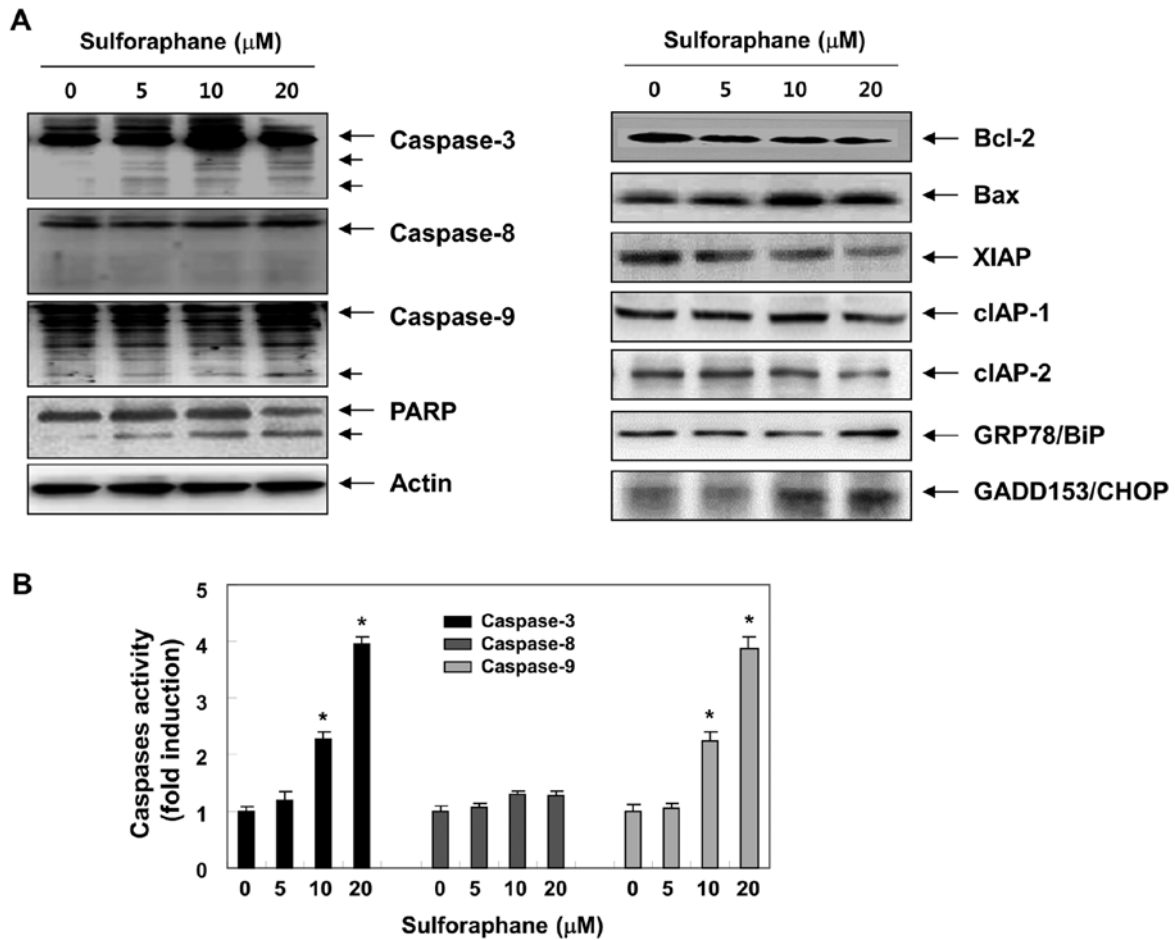 A
Sulforaphane (μM)
0 5 10 20
Caspase-3
Caspase-8
Caspase-9
PARP
Actin
Sulforaphane (μM)
0 5 10 20
Bcl-2
Bax
XIAP
cIAP-1
cIAP-2
GRP78/BiP
GADD153/CHOP
B
Caspases activity
(fold induction)
5
4
3
2
1
0
Caspase-3
Caspase-8
Caspase-9
* * * *
0 5 10 20 0 5 10 20 0 5 10 20
Sulforaphane (μM)